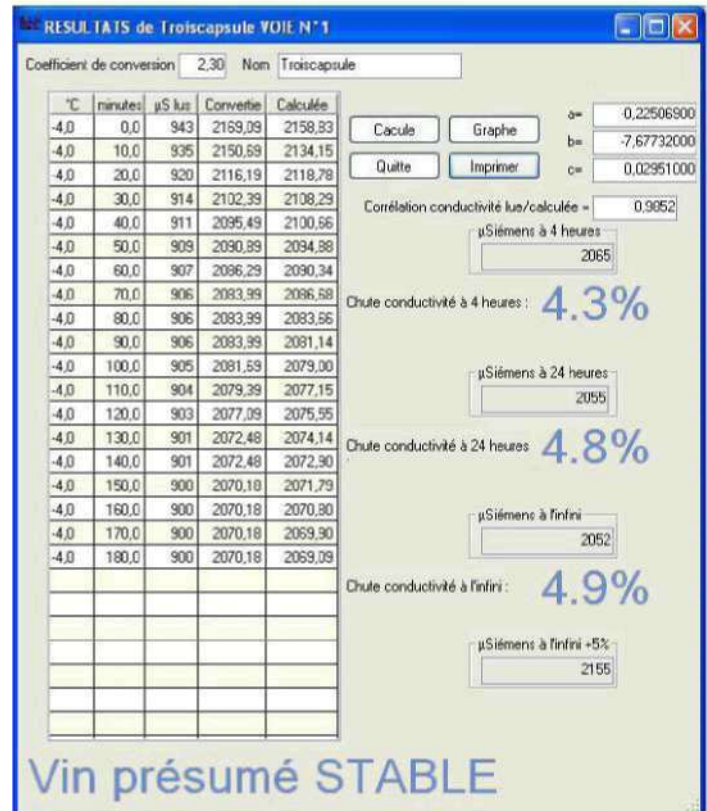 RESULTATS de Troiscapsule VOIE N°1
Coefficient de conversion 2,30 Nom Troiscapsule
°C minutes µS lus Convertie Calculée
-4,0 0,0 943 2169,09 2158,83
-4,0 10,0 935 2150,69 2134,15
-4,0 20,0 920 2116,19 2118,78
-4,0 30,0 914 2102,39 2108,29
-4,0 40,0 911 2095,49 2100,66
-4,0 50,0 909 2090,89 2094,88
-4,0 60,0 907 2086,29 2090,34
-4,0 70,0 906 2083,99 2086,68
-4,0 80,0 906 2083,99 2083,66
-4,0 90,0 906 2083,99 2081,14
-4,0 100,0 905 2081,69 2079,00
-4,0 110,0 904 2079,39 2077,15
-4,0 120,0 903 2077,09 2075,55
-4,0 130,0 901 2072,48 2074,14
-4,0 140,0 901 2072,48 2072,90
-4,0 150,0 900 2070,18 2071,79
-4,0 160,0 900 2070,18 2070,80
-4,0 170,0 900 2070,18 2069,90
-4,0 180,0 900 2070,18 2069,09
Cacule Graphe
Quitte Imprimer
a= -0,22506900
b= -7,67732000
c= 0,02951000
Corrélation conductivité lue/calculée = 0,9852
µSiémens à 4 heures
2065
Chute conductivité à 4 heures : 4.3%
µSiémens à 24 heures
2055
Chute conductivité à 24 heures 4.8%
µSiémens à l'infini
2052
Chute conductivité à l'infini : 4.9%
µSiémens à l'infini +5%
2155
Vin présumé STABLE